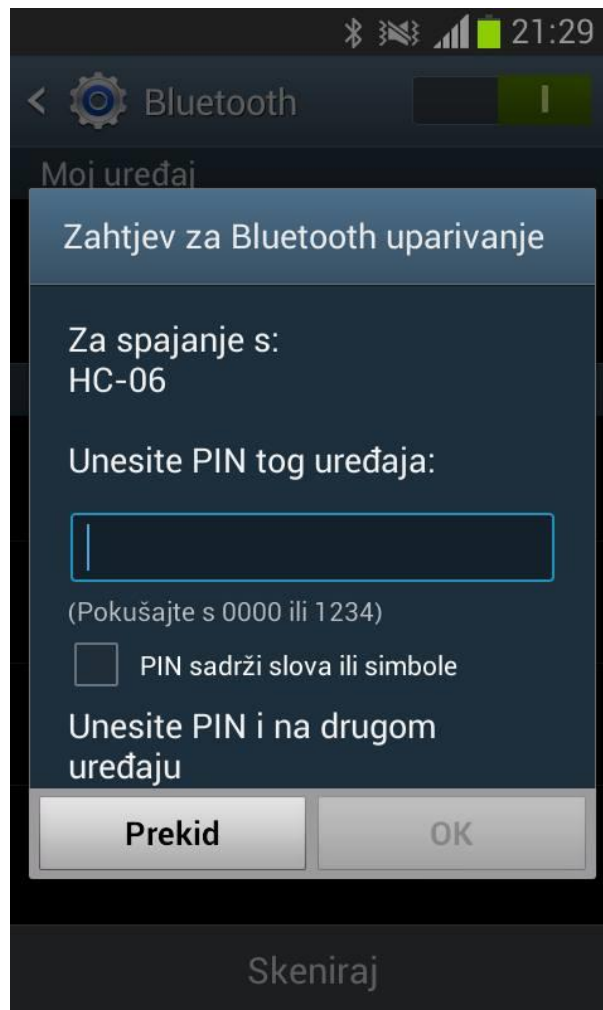 21:29
Bluetooth
Moj uređaj
Zahtjev za Bluetooth uparivanje
Za spajanje s:
HC-06
Unesite PIN tog uređaja:
(Pokušajte s 0000 ili 1234)
PIN sadrži slova ili simbole
Unesite PIN i na drugom
uređaju
Prekid OK
Skeniraj